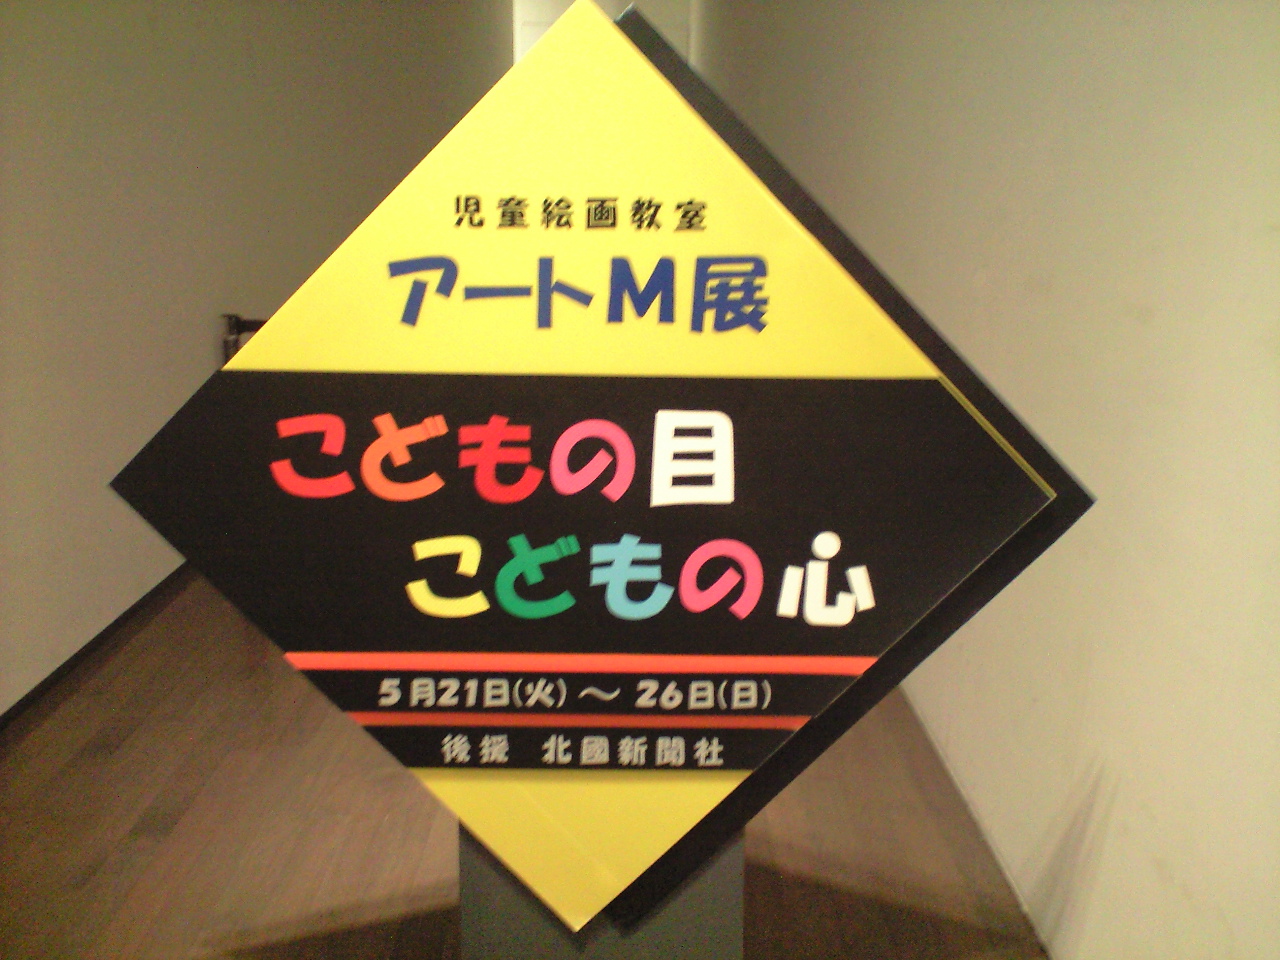 児童絵画教室
アートM展
こどもの目
こどもの心
5月21日(火)～26日(日)
後援 北國新聞社